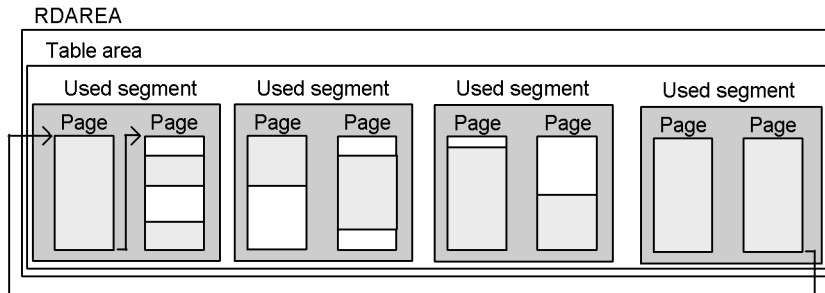 RDAREA
Table area
Used segment Used segment Used segment Used segment
Page Page Page Page Page Page Page Page